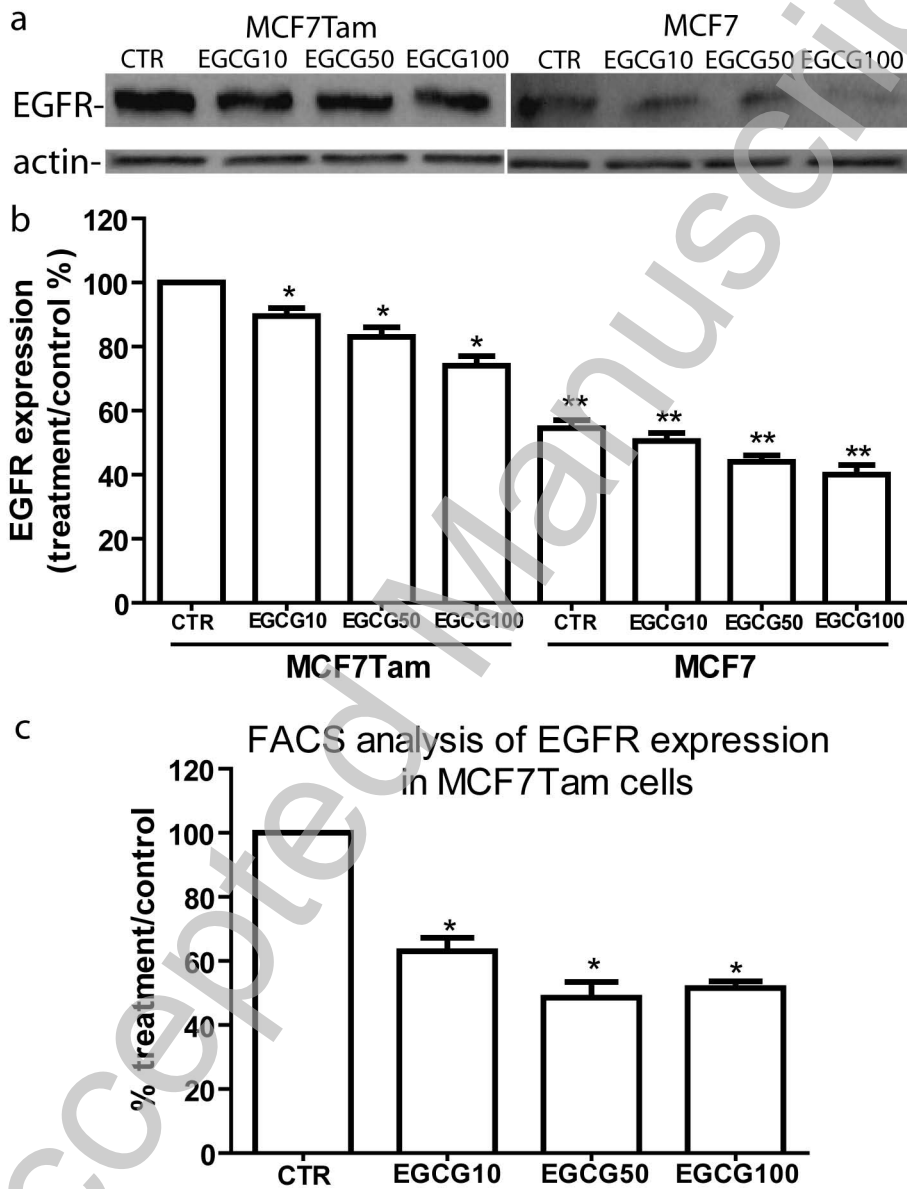 a
MCF7Tam MCF7
CTR EGCG10 EGCG50 EGCG100 CTR EGCG10 EGCG50 EGCG100
EGFR-
actin-
b
EGFR expression
(treatment/control %)
120
100
80
60
40
20
0
* * * ** ** ** **
CTR EGCG10 EGCG50 EGCG100 CTR EGCG10 EGCG50 EGCG100
MCF7Tam MCF7
c
FACS analysis of EGFR expression
in MCF7Tam cells
% treatment/control
120
100
80
60
40
20
0
* * *
CTR EGCG10 EGCG50 EGCG100
ccepted Manuscri